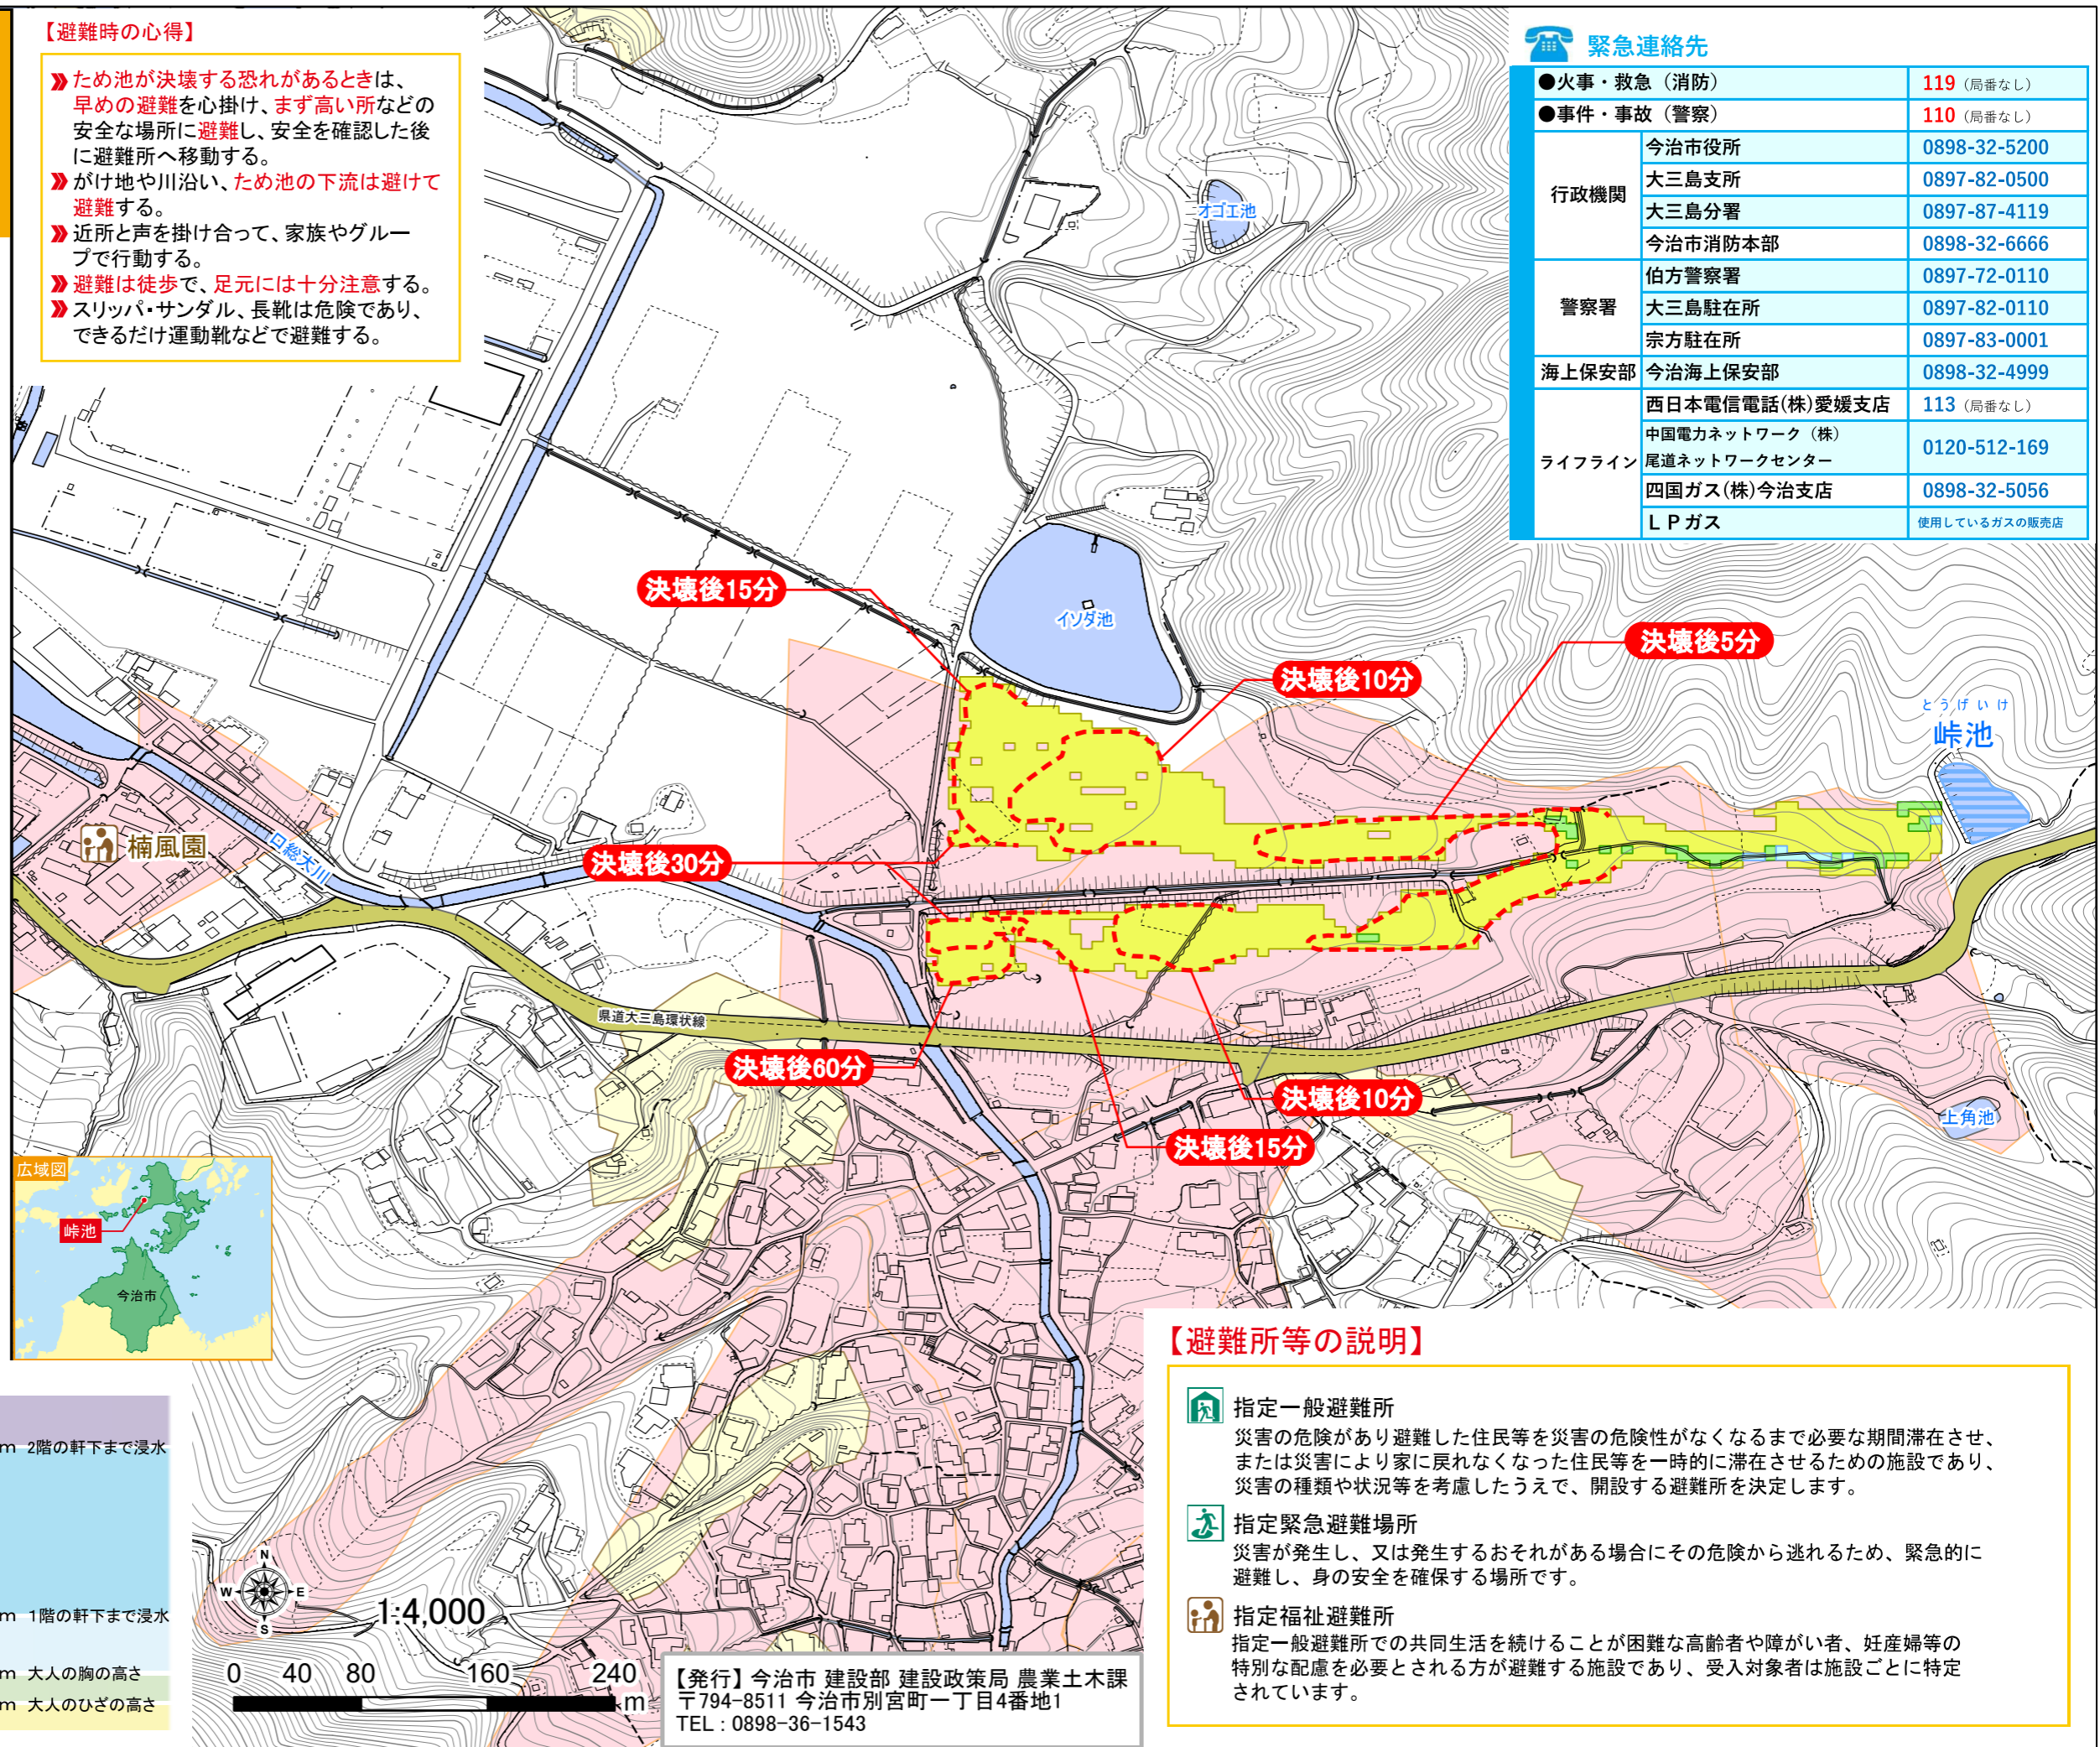 【避難時の心得】
ため池が決壊する恐れがあるときは、
早めの避難を心掛け、まず高い所などの
安全な場所に避難し、安全を確認した後
に避難所へ移動する。
がけ地や川沿い、ため池の下流は避けて
避難する。
近所と声を掛け合って、家族やグルー
プで行動する。
避難は徒歩で、足元には十分注意する。
スリッパ・サンダル、長靴は危険であり、
できるだけ運動靴などで避難する。
緊急連絡先
●火事・救急（消防） 119（局番なし）
●事件・事故（警察） 110（局番なし）
行政機関
今治市役所 0898-32-5200
大三島支所 0897-82-0500
大三島分署 0897-87-4119
今治市消防本部 0898-32-6666
警察署
伯方警察署 0897-72-0110
大三島駐在所 0897-82-0110
宗方駐在所 0897-83-0001
海上保安部 今治海上保安部 0898-32-4999
ライフライン
西日本電信電話(株)愛媛支店 113（局番なし）
中国電力ネットワーク（株）
尾道ネットワークセンター 0120-512-169
四国ガス(株)今治支店 0898-32-5056
ＬＰガス 使用しているガスの販売店
オゴエ池
決壊後15分
イソダ池
決壊後5分
決壊後10分
とうげいけ
峠池
楠風園
口総大川
決壊後30分
県道大三島環状線
決壊後60分
決壊後10分
上角池
決壊後15分
広域図
峠池
今治市
m 2階の軒下まで浸水
m 1階の軒下まで浸水
m 大人の胸の高さ
m 大人のひざの高さ
N
W E
S
1:4,000
0 40 80 160 240
m
【発行】今治市 建設部 建設政策局 農業土木課
〒794-8511 今治市別宮町一丁目4番地1
TEL : 0898-36-1543
【避難所等の説明】
指定一般避難所
災害の危険があり避難した住民等を災害の危険性がなくなるまで必要な期間滞在させ、
または災害により家に戻れなくなった住民等を一時的に滞在させるための施設であり、
災害の種類や状況等を考慮したうえで、開設する避難所を決定します。
指定緊急避難場所
災害が発生し、又は発生するおそれがある場合にその危険から逃れるため、緊急的に
避難し、身の安全を確保する場所です。
指定福祉避難所
指定一般避難所での共同生活を続けることが困難な高齢者や障がい者、妊産婦等の
特別な配慮を必要とされる方が避難する施設であり、受入対象者は施設ごとに特定
されています。